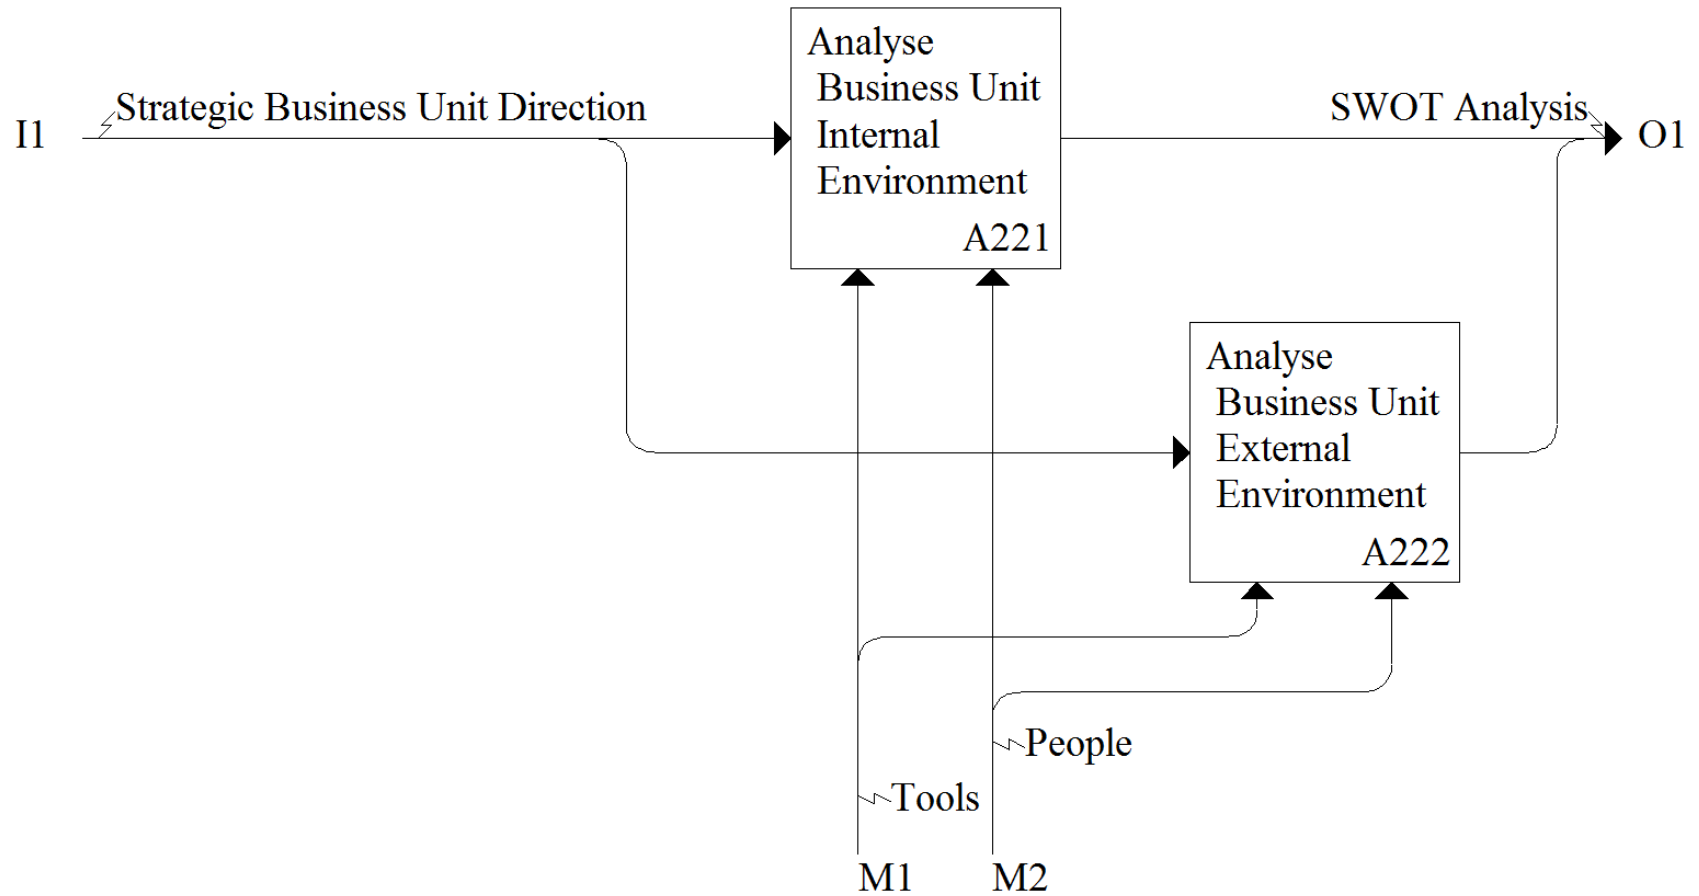 Analyse
Business Unit
Internal
Environment
A221
I1
Strategic Business Unit Direction
SWOT Analysis
O1
Analyse
Business Unit
External
Environment
A222
People
Tools
M1
M2